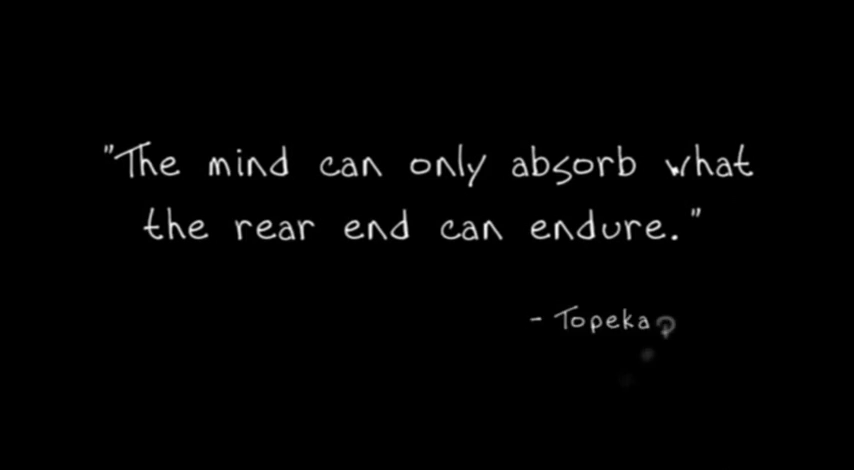 "The mind can only absorb what
the rear end can endure."
- Topeka